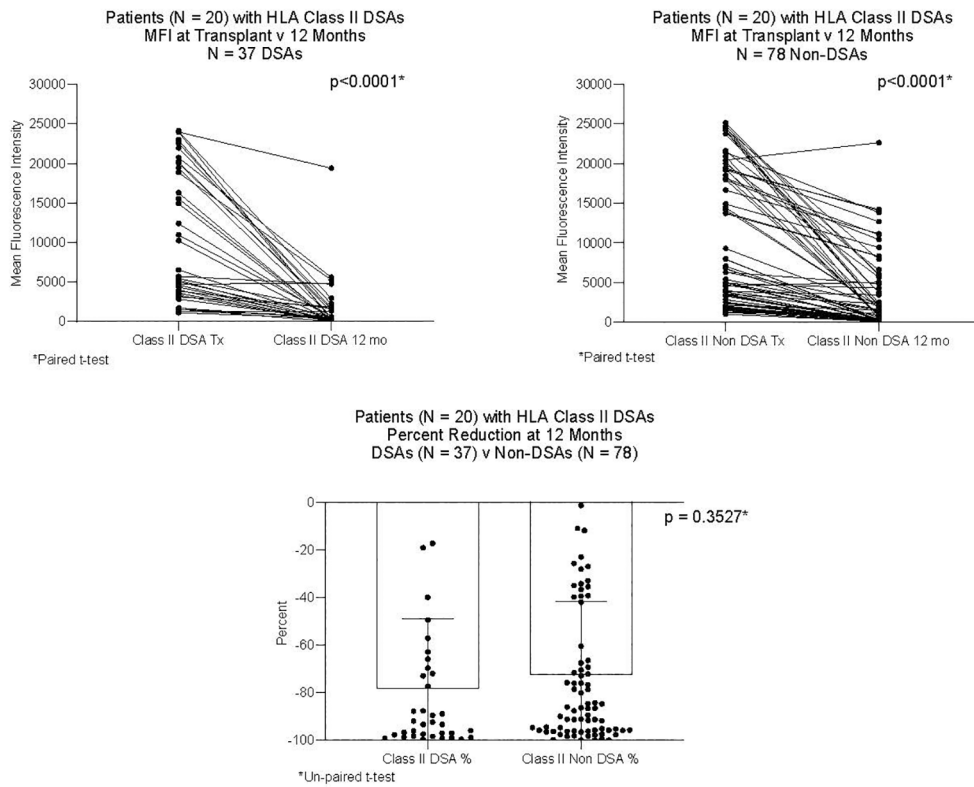 Patients (N = 20) with HLA Class II DSAs
MFI at Transplant v 12 Months
N = 37 DSAs
p<0.0001*
30000
25000
20000
15000
10000
5000
0
Mean Fluorescence Intensity
Class II DSA Tx
Class II DSA 12 mo
*Paired t-test
Patients (N = 20) with HLA Class II DSAs
MFI at Transplant v 12 Months
N = 78 Non-DSAs
p<0.0001*
30000
25000
20000
15000
10000
5000
0
Mean Fluorescence Intensity
Class II Non DSA Tx
Class II Non DSA 12 mo
*Paired t-test
Patients (N = 20) with HLA Class II DSAs
Percent Reduction at 12 Months
DSAs (N = 37) v Non-DSAs (N = 78)
p = 0.3527*
0
-20
-40
-60
-80
-100
Percent
Class II DSA %
Class II Non DSA %
*Un-paired t-test